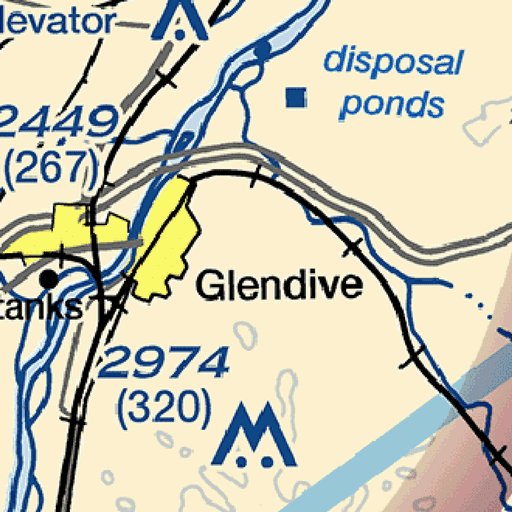 levator
disposal
ponds
2449
(267)
Glendive
tanks
2974
(320)